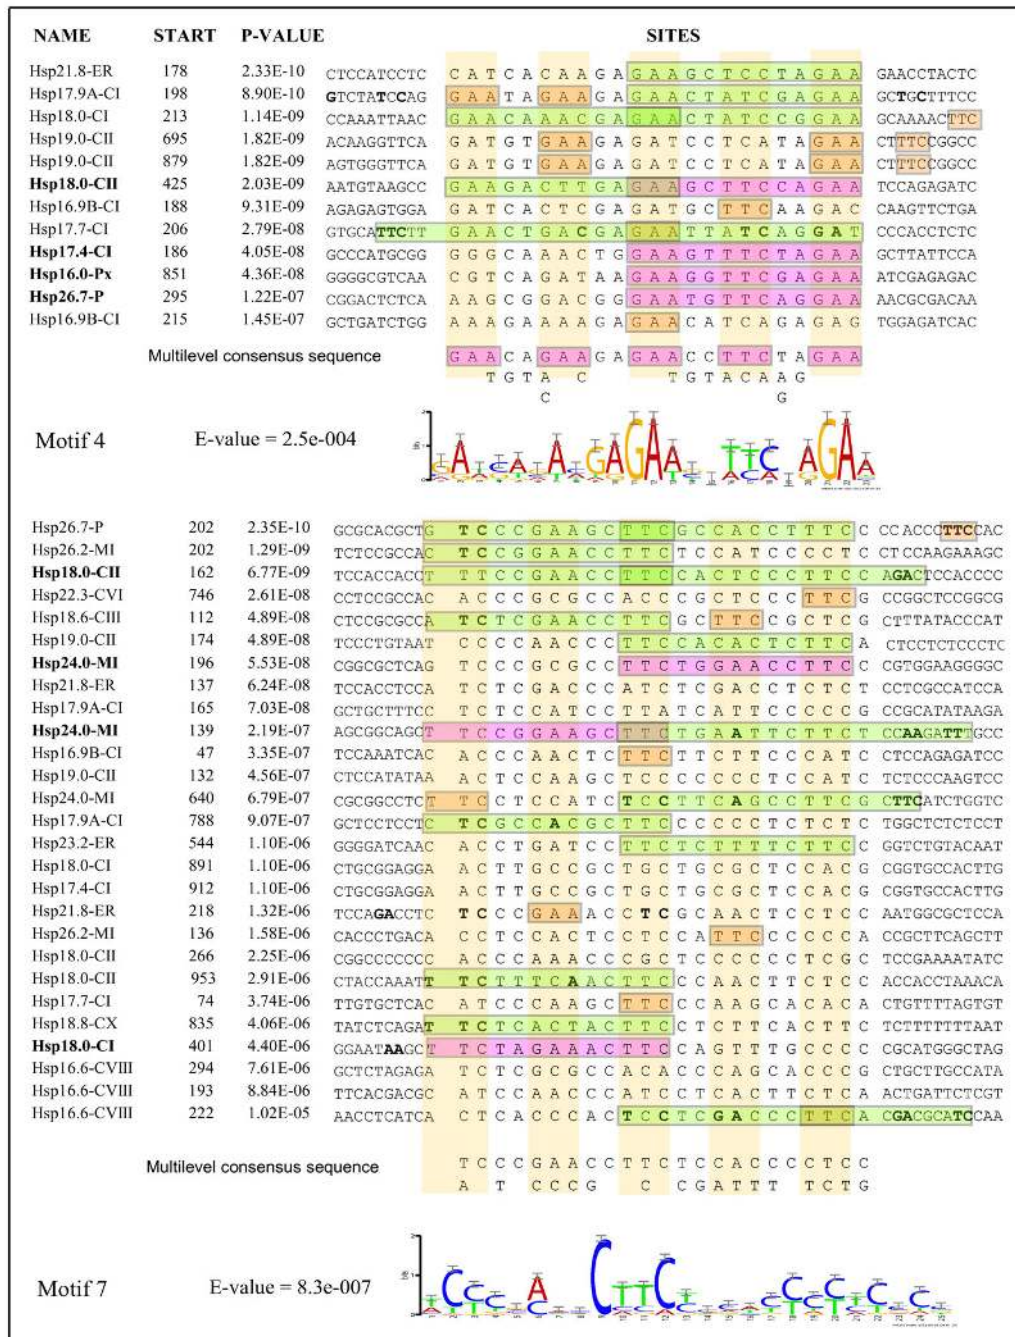 NAME START P-VALUE SITES
Hsp21.8-ER 178 2.33E-10 CTCCATCCTC CATCACAAGAGAAGCTCCTAGAA GAACCTACTC
Hsp17.9A-CI 198 8.90E-10 GTCTATCCAG GAATAGAAGAGAACTATCGAGAA GCTGCTTTCC
Hsp18.0-CI 213 1.14E-09 CCAAATTAAC GAACAAACGAGAACTATCCGGAA GCAAAACTTC
Hsp19.0-CII 695 1.82E-09 ACAAGGTTCA GATGTGAAGAGATCCTCATAGAA CTTTCCGGCC
Hsp19.0-CII 879 1.82E-09 AGTGGGTTCA GATGTGAAGAGATCCTCATAGAA CTTTCCGGCC
Hsp18.0-CII 425 2.03E-09 AATGTAAGCC GAAGACTTGAGAAGCTTCCAGAA TCCAGAGATC
Hsp16.9B-CI 188 9.31E-09 AGAGAGTGGA GATCACTCGAGATGCTTCAAGAC CAAGTTCTGA
Hsp17.7-CI 206 2.79E-08 GTGCATTCTT GAACTGACGAGAATTATCAGGAT CCCACCTCTC
Hsp17.4-CI 186 4.05E-08 GCCCATGCGG GGGCAAACTGGAAGTTTCTAGAA GCTTATTCCA
Hsp16.0-Px 851 4.36E-08 GGGGCGTCAA CGTCAGATAAGAAGGTTCGAGAA ATCGAGAGAC
Hsp26.7-P 295 1.22E-07 CGGACTCTCA AAGCGGACGGGAATGTTCAGGAA AACGCGACAA
Hsp16.9B-CI 215 1.45E-07 GCTGATCTGG AAAGAAAAGAGAACATCAGAGAG TGGAGATCAC
Multilevel consensus sequence GAACAGAAGAGAACCTTCTAGAA
TGTA C TGTACAAG
C G
Motif 4 E-value = 2.5e-004
Hsp26.7-P 202 2.35E-10 GCGCACGCTG TCCCGAAGCTTCGCCACCTTTC CCCACCCTTCCAC
Hsp26.2-MI 202 1.29E-09 TCTCCGCCAC TCCCGGAACCTTCTCCATCCCCT CCTCCAAGAAAGC
Hsp18.0-CII 162 6.77E-09 TCCACCACCT TTCCGAACCTTCCACTCCCTTCC AGACTCCACCCC
Hsp22.3-CVI 746 2.61E-08 CCTCCGCCAC ACCCGCGCCACCCGCTCCCTTC GCCGGCTCCGGCG
Hsp18.6-CIII 112 4.89E-08 CTCCGCGCCA TCTCGAACCTTCGCTTCCGCTCG CTTTATACCCAT
Hsp19.0-CII 174 4.89E-08 TCCCTGTAAT CCCCAACCCTTCCACACTCTTCA CTCCTCTCCCTC
Hsp24.0-MI 196 5.53E-08 CGGCGCTCAG TCCCGCGCCTTCTGGAACCTTCC CGTGGAAGGGGC
Hsp21.8-ER 137 6.24E-08 TCCACCTCCA TCTCGACCCATCTCGACCTCTCT CCTCGCCATCCA
Hsp17.9A-CI 165 7.03E-08 GCTGCTTTCC TCTCCATCCTTATCATTCCCCCG CCGCATATAAGA
Hsp24.0-MI 139 2.19E-07 AGCGGCAGCT TCCGGAAGCTTCTGAATTCTTCT CCAAGATTTGCC
Hsp16.9B-CI 47 3.35E-07 TCCAAATCAC ACCCAACTCTTCTTCCCATC CTCCAGAGATCC
Hsp19.0-CII 132 4.56E-07 CTCCATATAA ACTCCAAGCTCCCCCCTCCATC TCTCCCAAGTCC
Hsp24.0-MI 640 6.79E-07 CGCGGCCTCT TCCTCCATCTCCTTCAGCCTTCG CTTCATCTGGTC
Hsp17.9A-CI 788 9.07E-07 GCTCCTCCTC TCGCCACGCTTCCCCCCTCTCT CTGGCTCTCTCCT
Hsp23.2-ER 544 1.10E-06 GGGGATCAAC ACCTGATCCTTCTCTTTTCTTC CGGTCTGTACAAT
Hsp18.0-CI 891 1.10E-06 CTGCGGAGGA ACTTGCCGCTGCTGCGCTCCACG CGGTGCCACTTG
Hsp17.4-CI 912 1.10E-06 CTGCGGAGGA ACTTGCCGCTGCTGCGCTCCACG CGGTGCCACTTG
Hsp21.8-ER 218 1.32E-06 TCCAGACCTC TCCCGAAACCTCGCAACTCCTCC AATGGCGCTCCA
Hsp26.2-MI 136 1.58E-06 CACCCTGACA CCTCCACTCCTCCATTCCCCCCA CCGCTTCAGCTT
Hsp18.0-CII 266 2.25E-06 CGGCCCCCCC ACCCAAACCCGCTCCCCCCTCGC CTCCGAAAATATC
Hsp18.0-CII 953 2.91E-06 CTACCAAATT TCTTTCAACTTCCCAACTTCTCC ACCACCTAAACA
Hsp17.7-CI 74 3.74E-06 TTGTGCTCAC ATCCCAAGCTTCCCAAGCACACA CTGTTTTAGTGT
Hsp18.8-CX 835 4.06E-06 TATCTCAGAT TCTCACTACTTCCTCTTCACTTC TCTTTTTTTAAT
Hsp18.0-CI 401 4.40E-06 GGAATAAGCT TCTAGAAACTTCCAGTTTGCCCC CGCATGGGCTAG
Hsp16.6-CVIII 294 7.61E-06 GCTCTAGAGA TCTCGCGCCACACCCAGCACCCG CTGCTTGCCATA
Hsp16.6-CVIII 193 8.84E-06 TTCACGACGC ATCCAACCCATCCTCACTTCTCA ACTGATTCTCGT
Hsp16.6-CVIII 222 1.02E-05 AACCTCATCA CTCACCCACTCCTCGACCCTTCA CGACGCATCCAA
Multilevel consensus sequence TCCCGAACCTTCTCCACCCCTCC
A T CCCG C CGATTT TCTG
Motif 7 E-value = 8.3e-007